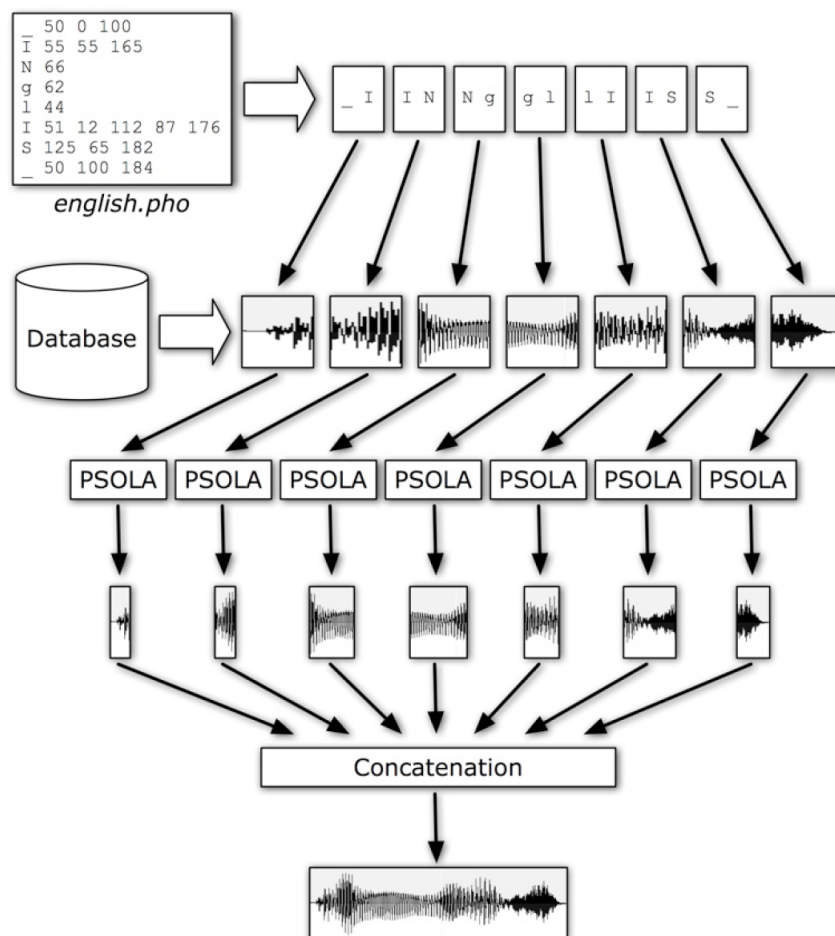 _ 50 0 100
I 55 55 165
N 66
g 62
l 44
I 51 12 112 87 176
S 125 65 182
_ 50 100 184
english.pho
_ I
I N
N g
g l
l I
I S
S _
Database
PSOLA
PSOLA
PSOLA
PSOLA
PSOLA
PSOLA
PSOLA
Concatenation